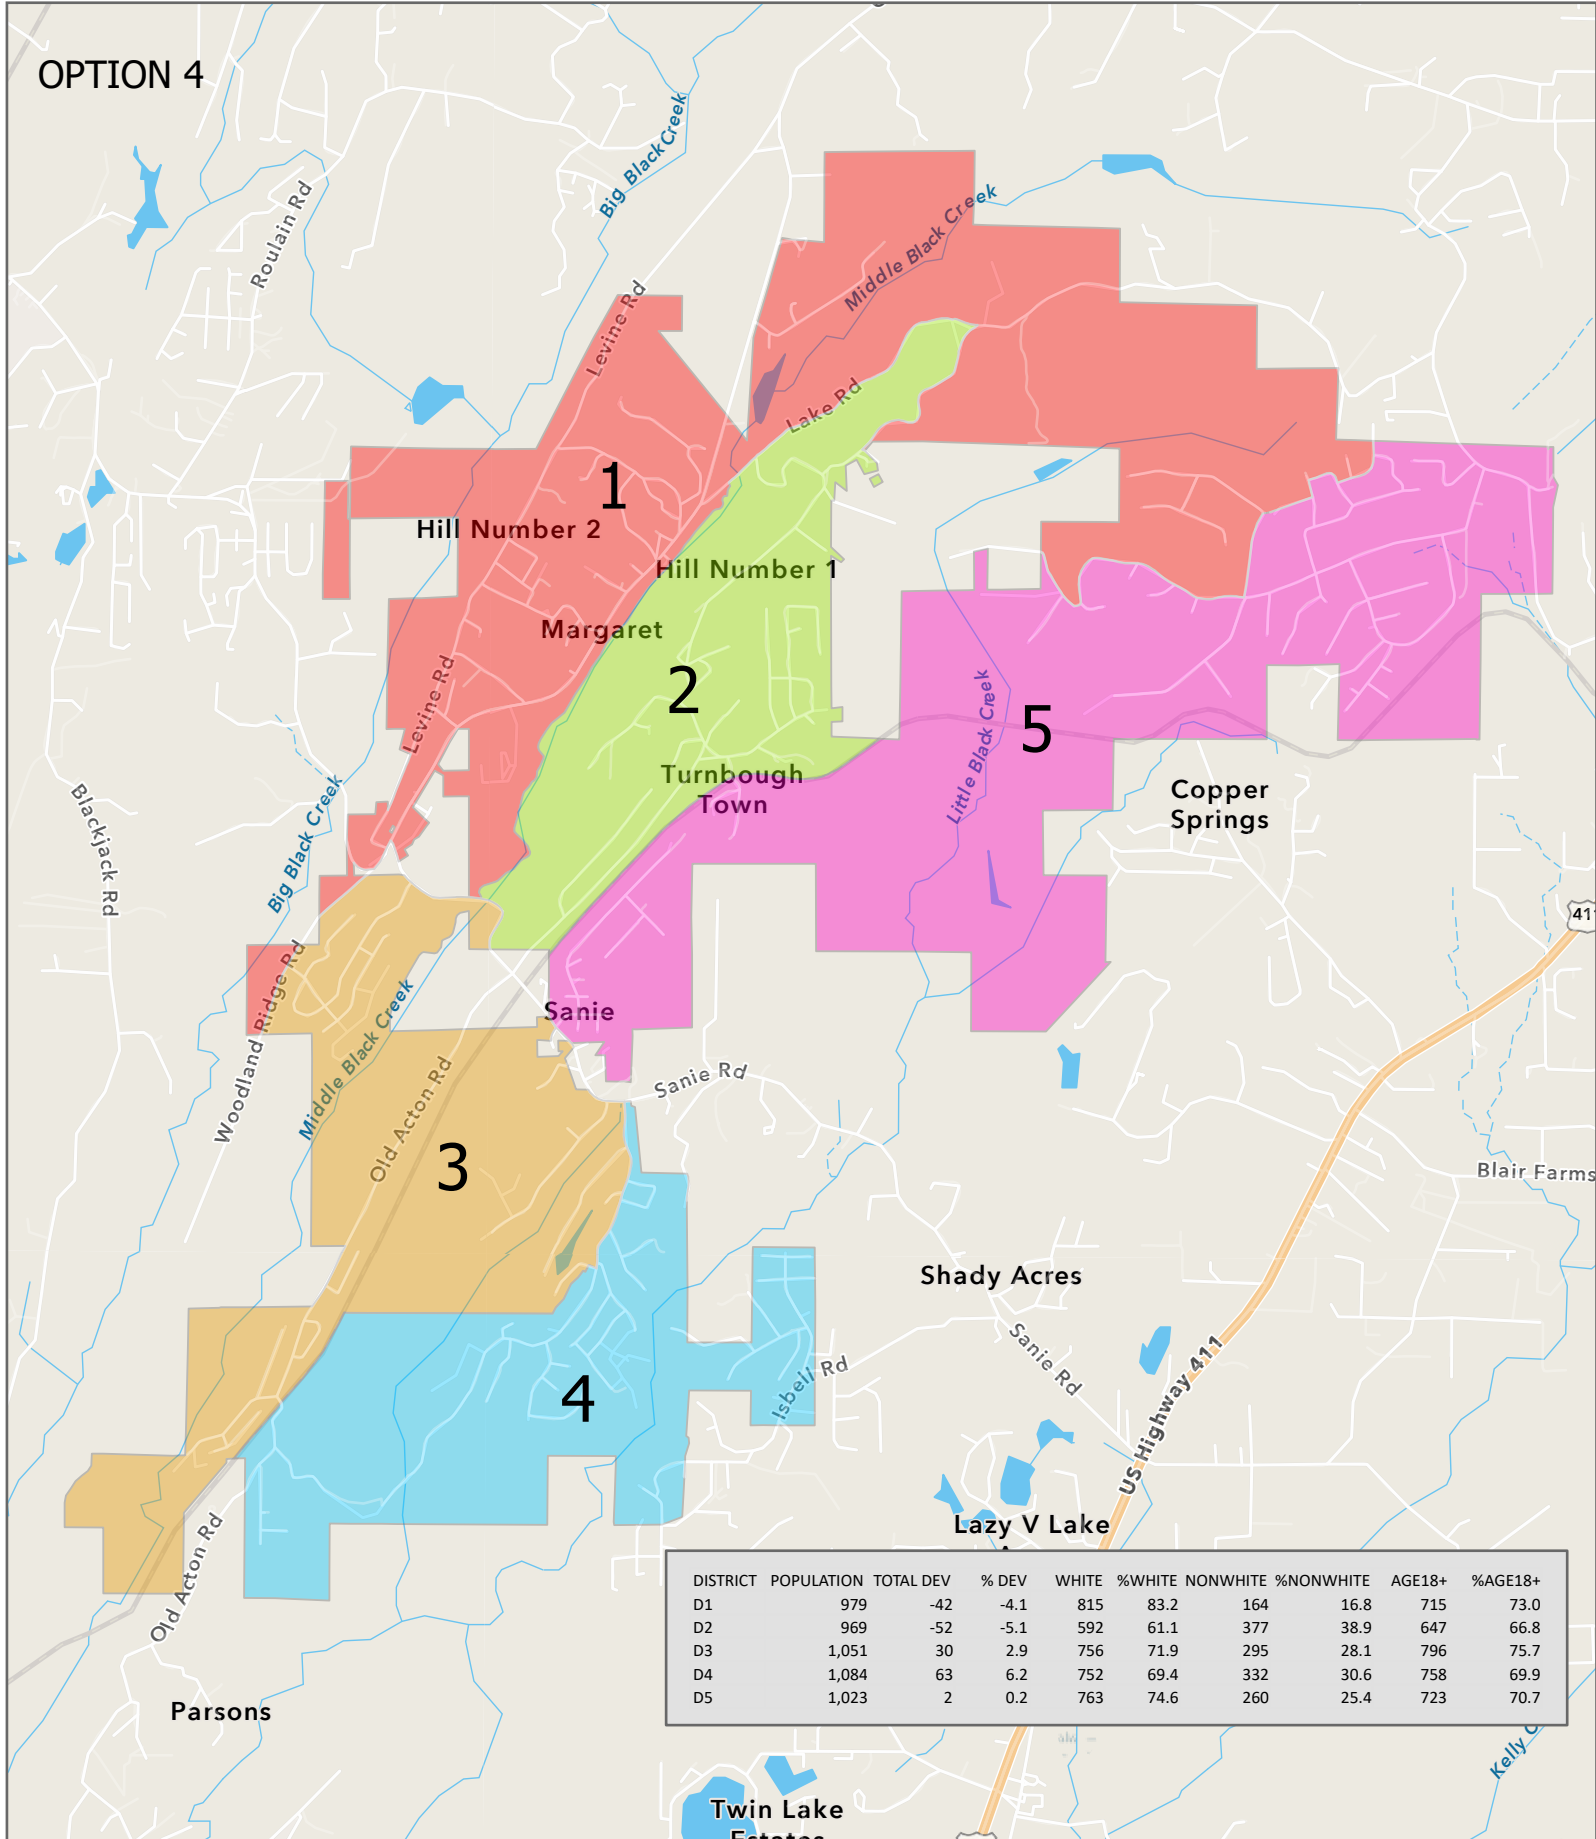 OPTION 4
Big Black Creek
Roulain Rd
Middle Black Creek
Levine Rd
Lake Rd
1
Hill Number 2
Hill Number 1
Margaret
2
Levine Rd
Little Black Creek
5
Turnbough
Town
Copper
Springs
Blackjack Rd
Big Black Creek
411
Woodland Ridge Rd
Middle Black Creek
Sanie
Sanie Rd
Old Acton Rd
3
Blair Farms
Shady Acres
Sanie Rd
US Highway 411
Isbell Rd
4
Lazy V Lake
Old Acton Rd
DISTRICT POPULATION TOTAL DEV % DEV WHITE %WHITE NONWHITE %NONWHITE AGE18+ %AGE18+
D1 979 -42 -4.1 815 83.2 164 16.8 715 73.0
D2 969 -52 -5.1 592 61.1 377 38.9 647 66.8
D3 1,051 30 2.9 756 71.9 295 28.1 796 75.7
D4 1,084 63 6.2 752 69.4 332 30.6 758 69.9
D5 1,023 2 0.2 763 74.6 260 25.4 723 70.7
Parsons
Kelly C
Twin Lake
Estates